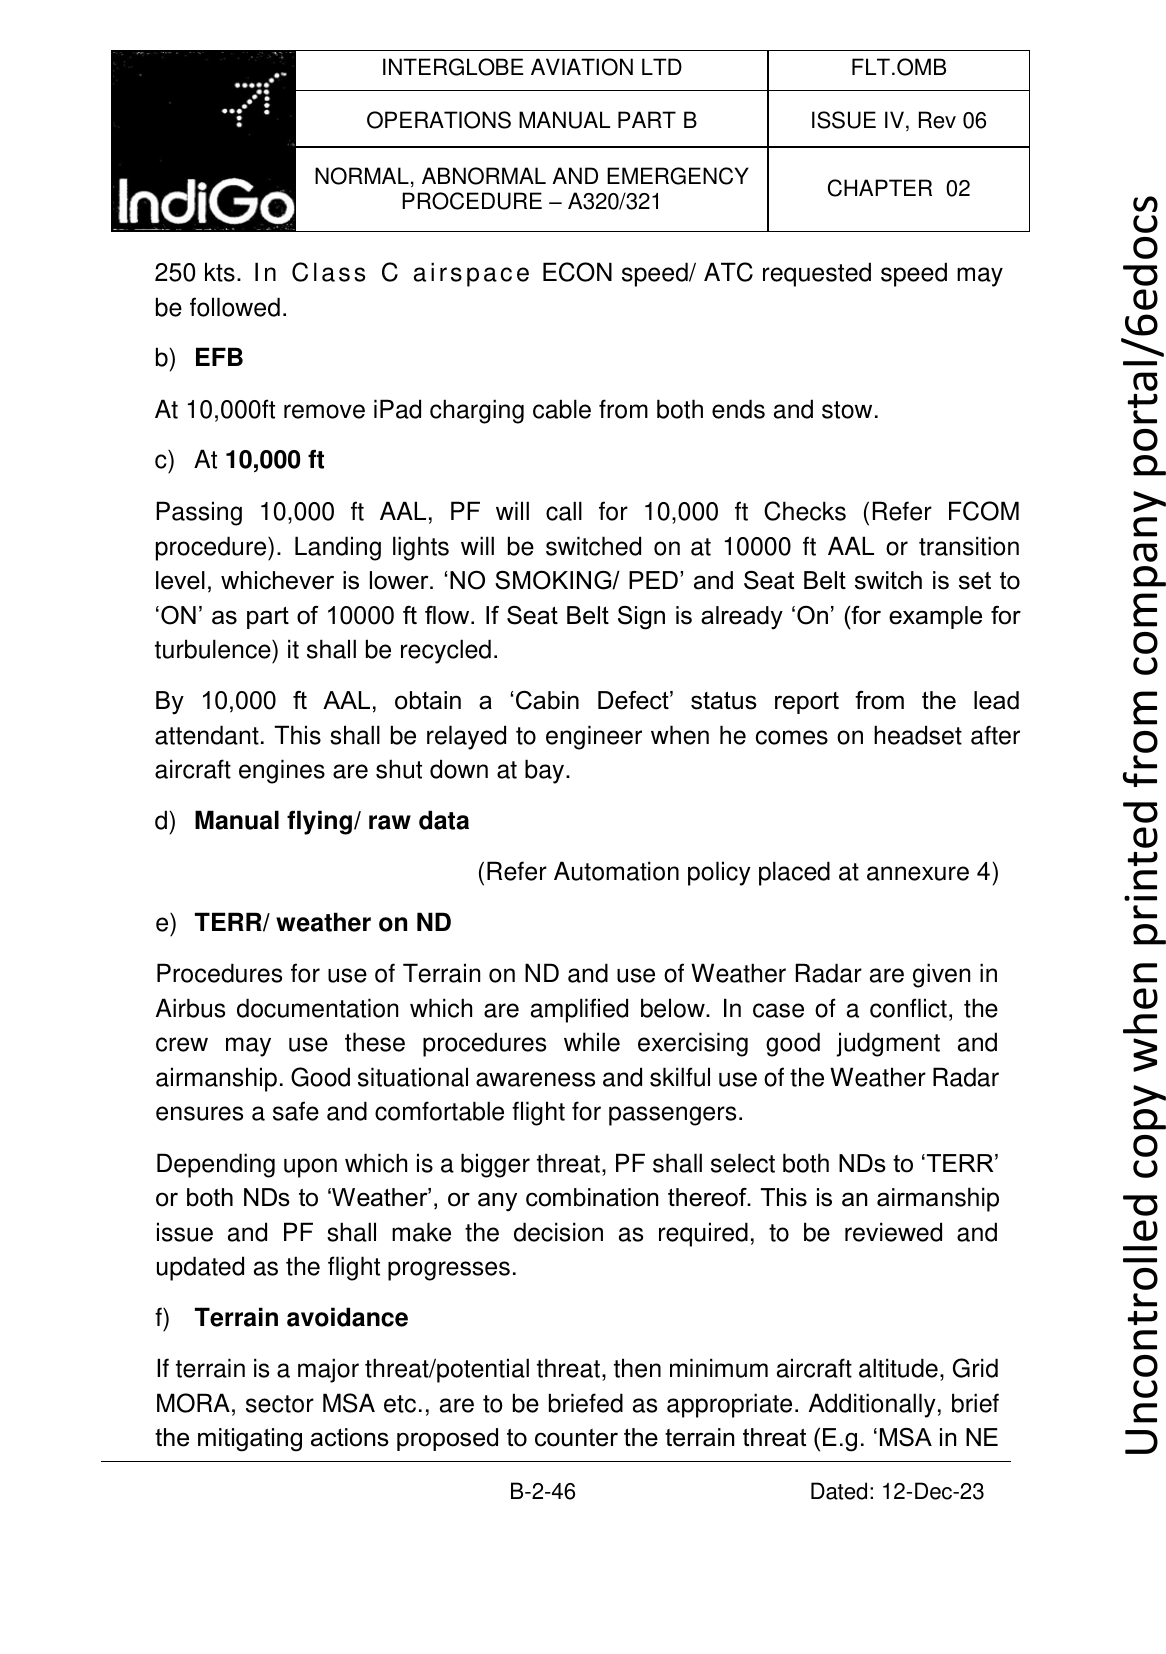 INTERGLOBE AVIATION LTD
FLT.OMB
OPERATIONS MANUAL PART B
ISSUE IV, Rev 06
IndiGo
NORMAL, ABNORMAL AND EMERGENCY
PROCEDURE – A320/321
CHAPTER 02
250 kts. In Class C airspace ECON speed/ ATC requested speed may
be followed.
b) EFB
At 10,000ft remove iPad charging cable from both ends and stow.
c) At 10,000 ft
Passing 10,000 ft AAL, PF will call for 10,000 ft Checks (Refer FCOM
procedure). Landing lights will be switched on at 10000 ft AAL or transition
level, whichever is lower. ‘NO SMOKING/ PED’ and Seat Belt switch is set to
‘ON’ as part of 10000 ft flow. If Seat Belt Sign is already ‘On’ (for example for
turbulence) it shall be recycled.
By 10,000 ft AAL, obtain a ‘Cabin Defect’ status report from the lead
attendant. This shall be relayed to engineer when he comes on headset after
aircraft engines are shut down at bay.
d) Manual flying/ raw data
(Refer Automation policy placed at annexure 4)
e) TERR/ weather on ND
Procedures for use of Terrain on ND and use of Weather Radar are given in
Airbus documentation which are amplified below. In case of a conflict, the
crew may use these procedures while exercising good judgment and
airmanship. Good situational awareness and skilful use of the Weather Radar
ensures a safe and comfortable flight for passengers.
Depending upon which is a bigger threat, PF shall select both NDs to ‘TERR’
or both NDs to ‘Weather’, or any combination thereof. This is an airmanship
issue and PF shall make the decision as required, to be reviewed and
updated as the flight progresses.
f) Terrain avoidance
If terrain is a major threat/potential threat, then minimum aircraft altitude, Grid
MORA, sector MSA etc., are to be briefed as appropriate. Additionally, brief
the mitigating actions proposed to counter the terrain threat (E.g. ‘MSA in NE
B-2-46
Dated: 12-Dec-23
Uncontrolled copy when printed from company portal/6edocs